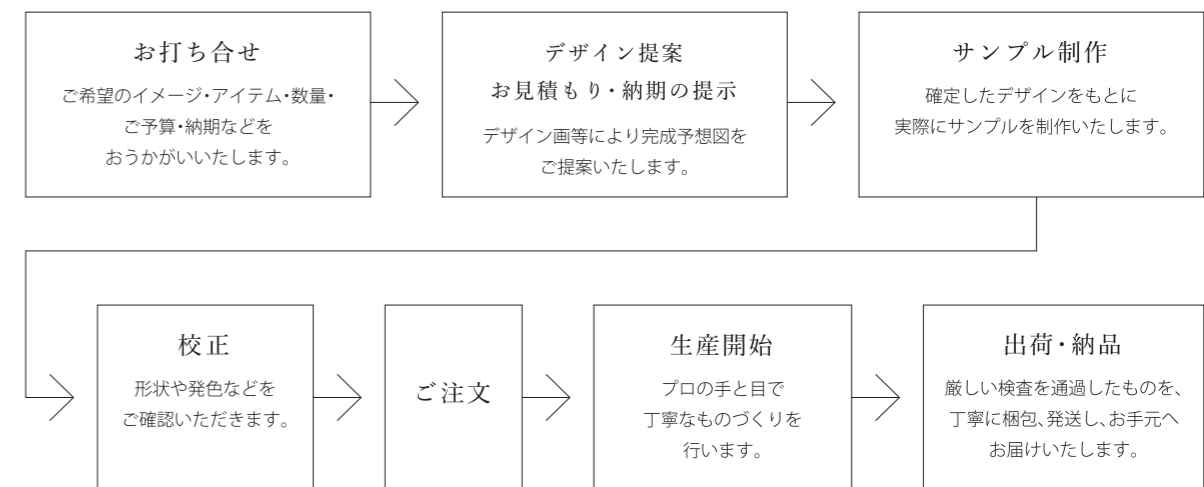 お打ち合せ
ご希望のイメージ・アイテム・数量・
ご予算・納期などを
おうかがいいたします。
デザイン提案
お見積もり・納期の提示
デザイン画等により完成予想図を
ご提案いたします。
サンプル制作
確定したデザインをもとに
実際にサンプルを制作いたします。
校正
形状や発色などを
ご確認いただきます。
ご注文
生産開始
プロの手と目で
丁寧なものづくりを
行います。
出荷・納品
厳しい検査を通過したものを、
丁寧に梱包、発送し、お手元へ
お届けいたします。